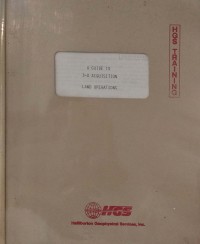 HGS TRAINING
A GUIDE TO
3-D ACQUISITION
LAND OPERATIONS
HGS
Halliburton Geophysical Services, Inc.